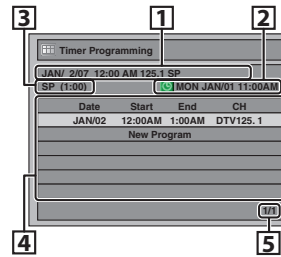 3 1 2
Timer Programming
JAN/ 2/07 12:00 AM 125.1 SP
SP (1:00) MON JAN/01 11:00AM
Date Start End CH
JAN/02 12:00AM 1:00AM DTV125. 1
New Program
1/1
4 5